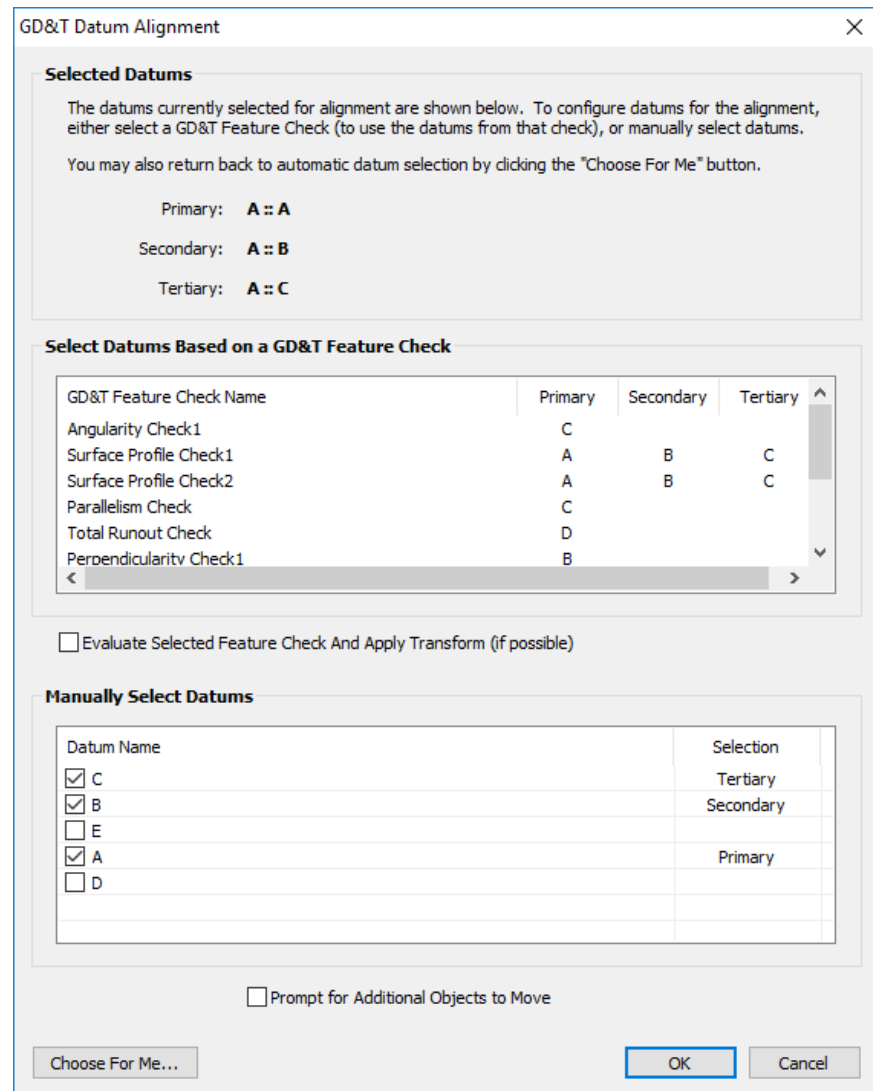 GD&T Datum Alignment
Selected Datums
The datums currently selected for alignment are shown below. To configure datums for the alignment,
either select a GD&T Feature Check (to use the datums from that check), or manually select datums.
You may also return back to automatic datum selection by clicking the "Choose For Me" button.
Primary: A :: A
Secondary: A :: B
Tertiary: A :: C
Select Datums Based on a GD&T Feature Check
GD&T Feature Check Name Primary Secondary Tertiary
Angularity Check1 C
Surface Profile Check1 A B C
Surface Profile Check2 A B C
Parallelism Check C
Total Runout Check D
Perpendicularity Check1 B
Evaluate Selected Feature Check And Apply Transform (if possible)
Manually Select Datums
Datum Name Selection
C Tertiary
B Secondary
E
A Primary
D
Prompt for Additional Objects to Move
Choose For Me... OK Cancel